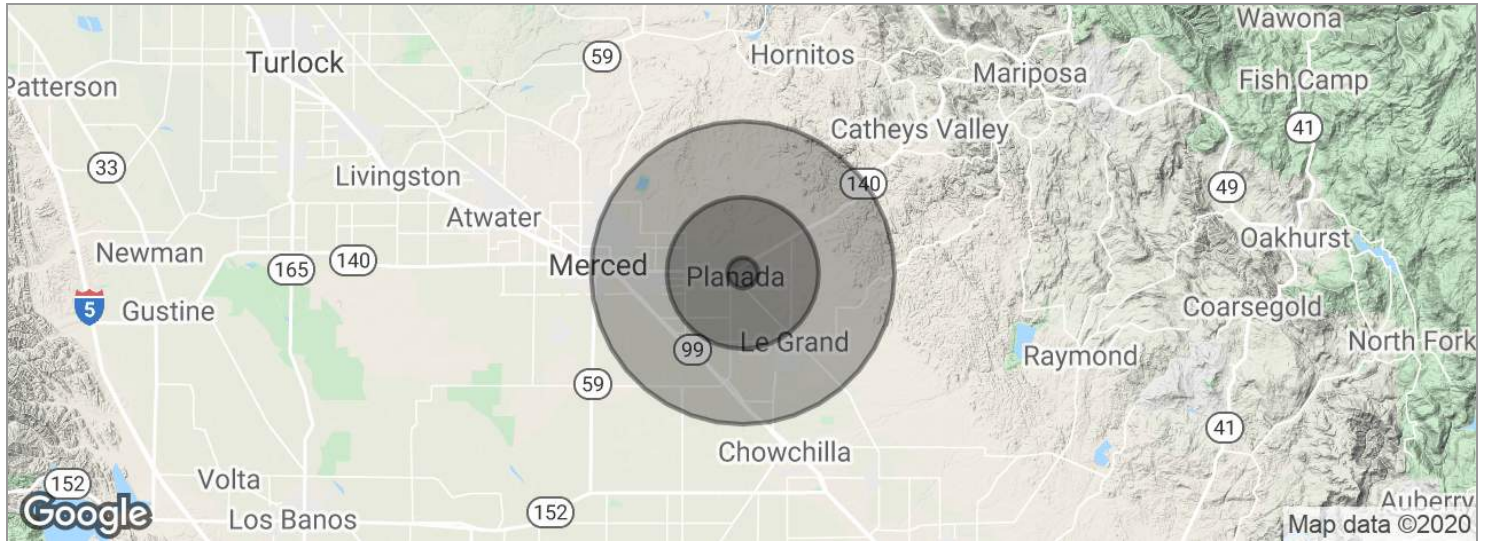 Wawona
59
Hornitos
Turlock
Mariposa
Fish Camp
Patterson
41
Catheys Valley
33
Livingston
140
49
Atwater
Oakhurst
Newman
140
165
Merced
Planada
5
Gustine
Coarsegold
99
Le Grand
North Fork
Raymond
59
41
Chowchilla
Volta
152
Auberry
Google
Los Banos
152
Map data ©2020